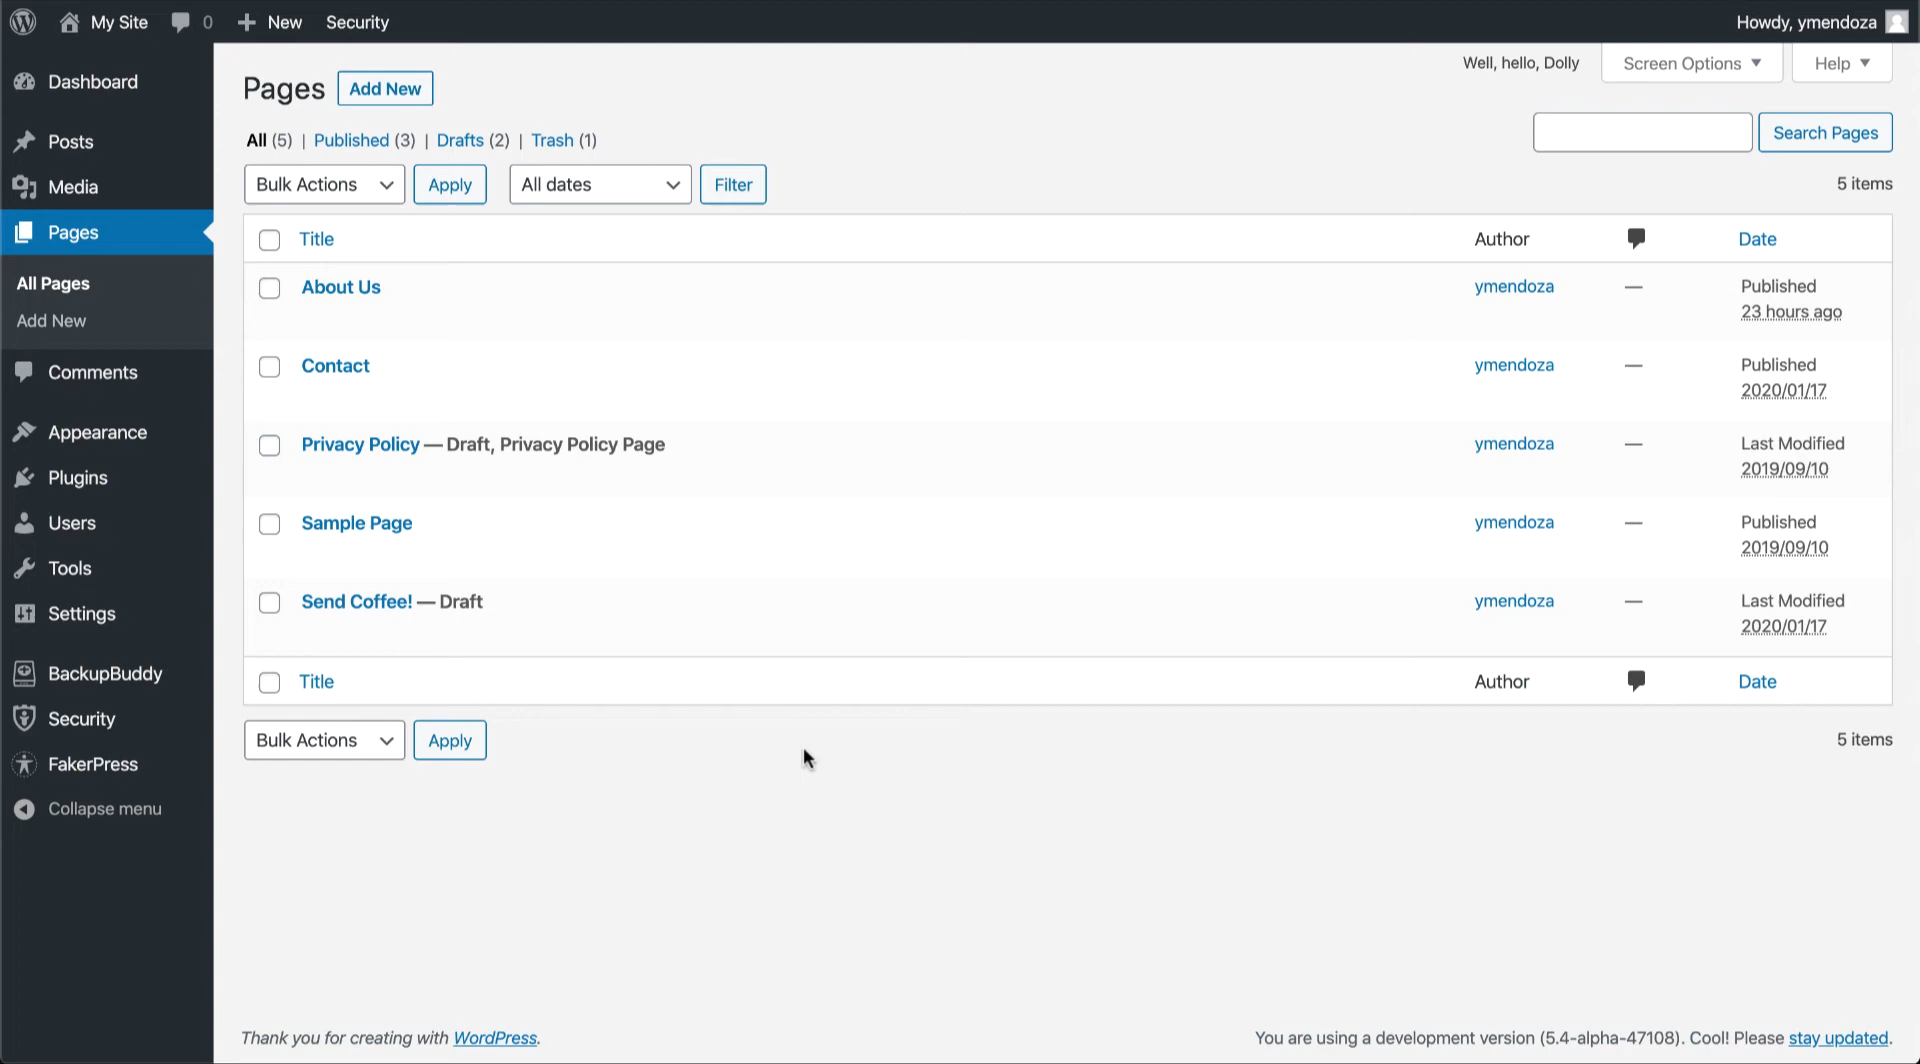 My Site 0 New Security Howdy, ymendoza
Dashboard
Posts
Media
Pages
All Pages
Add New
Comments
Appearance
Plugins
Users
Tools
Settings
BackupBuddy
Security
FakerPress
Collapse menu
Well, hello, Dolly Screen Options Help
Pages Add New
All (5) | Published (3) | Drafts (2) | Trash (1)
Search Pages
Bulk Actions Apply All dates Filter 5 items
Title Author Date
About Us ymendoza — Published
23 hours ago
Contact ymendoza — Published
2020/01/17
Privacy Policy — Draft, Privacy Policy Page ymendoza — Last Modified
2019/09/10
Sample Page ymendoza — Published
2019/09/10
Send Coffee! — Draft ymendoza — Last Modified
2020/01/17
Title Author Date
Bulk Actions Apply 5 items
Thank you for creating with WordPress. You are using a development version (5.4-alpha-47108). Cool! Please stay updated.